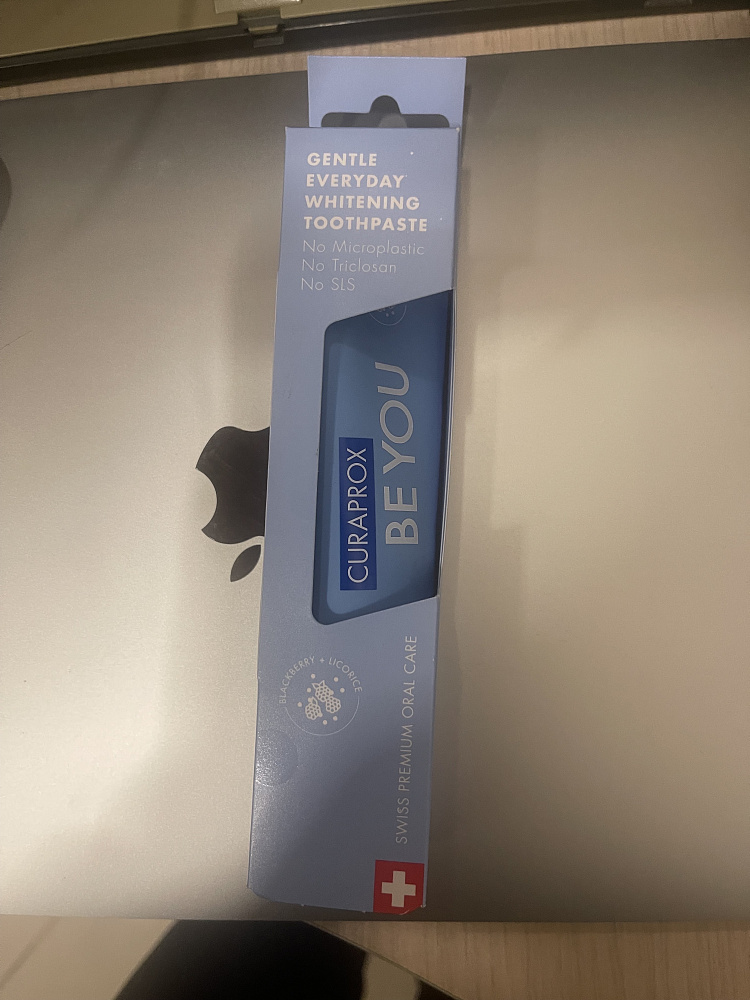 GENTLE
EVERYDAY
WHITENING
TOOTHPASTE
No Microplastic
No Triclosan
No SLS
CURAPROX
BE YOU
BLACKBERRY + LICORICE
SWISS PREMIUM ORAL CARE